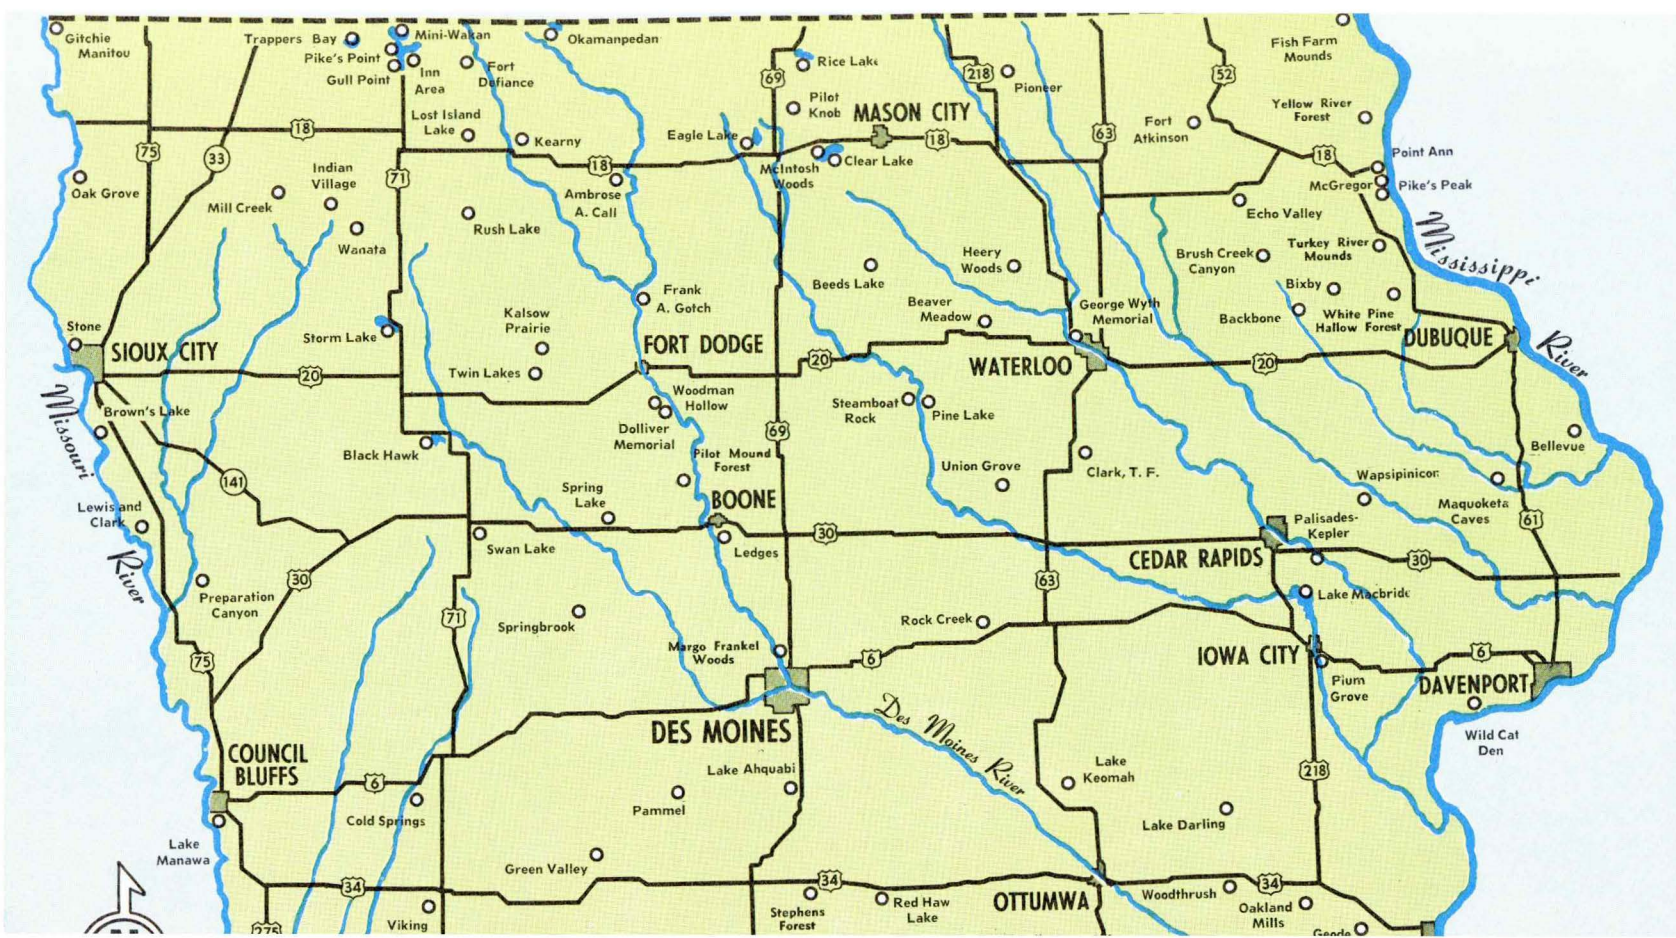 Gitchie
Manitou
Trappers Bay
Mini-Wakan
Okamanpedan
Pike's Point
Gull Point
Inn
Area
Fort
Defiance
69
Rice Lake
218
Pioneer
52
Fish Farm
Mounds
Lost Island
Lake
Kearny
Pilot
Knob
MASON CITY
Eagle Lake
Yellow River
Forest
Fort
Atkinson
18
75
33
71
18
18
63
18
Point Ann
McGregor
Pike's Peak
Oak Grove
Indian
Village
Mill Creek
Wanata
Ambrose
A. Call
McIntosh
Woods
Clear Lake
Rush Lake
Echo Valley
Mississippi
River
Heery
Woods
Beeds Lake
Brush Creek
Canyon
Turkey River
Mounds
Bixby
Frank
A. Gotch
Beaver
Meadow
George Wyth
Memorial
Backbone
White Pine
Hallow Forest
DUBUQUE
Stone
SIOUX CITY
Storm Lake
Kalsow
Prairie
FORT DODGE
Twin Lakes
20
20
WATERLOO
20
Missouri
River
Brown's Lake
Woodman
Hollow
Dolliver
Memorial
Steamboat
Rock
Pine Lake
69
Black Hawk
141
Pilot Mound
Forest
Union Grove
Clark, T. F.
Bellevue
Wapsipinicon
Maquoketa
Caves
Lewis and
Clark
Spring
Lake
BOONE
Swan Lake
Ledges
30
CEDAR RAPIDS
Palisades-
Kepler
61
30
Preparation
Canyon
30
71
Springbrook
63
Rock Creek
Lake Macbride
75
Margo Frankel
Woods
6
IOWA CITY
Pium
Grove
6
DAVENPORT
DES MOINES
Des Moines River
Wild Cat
Den
COUNCIL
BLUFFS
6
Cold Springs
Lake Ahquabi
Pammel
Lake
Keomah
218
Lake Darling
Lake
Manawa
Green Valley
34
34
34
Viking
Stephens
Forest
Red Haw
Lake
OTTUMWA
Woodthrush
Oakland
Mills
Geode
275
N